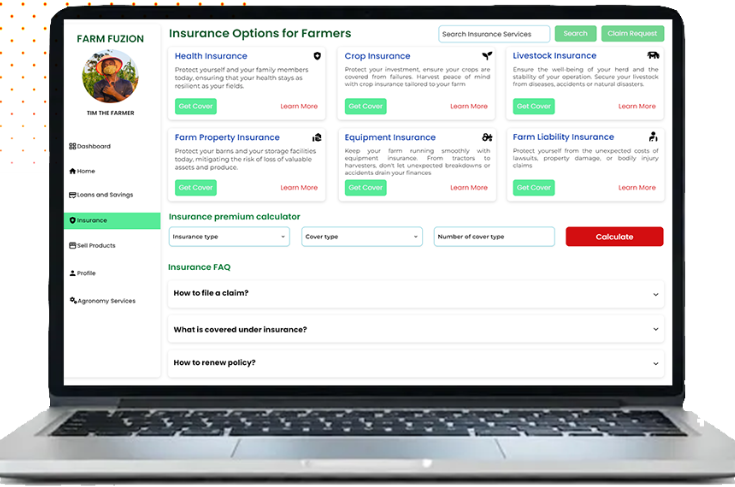 FARM FUZION
TIM THE FARMER
Dashboard
Home
Loans and Savings
Insurance
Sell Products
Profile
Agronomy Services
Insurance Options for Farmers
Search Insurance Services
Search
Claim Request
Health Insurance
Protect yourself and your family members
today, ensuring that your health stays as
resilient as your fields.
Get Cover
Learn More
Crop Insurance
Protect your investment, ensure your crops are
covered from failures. Harvest peace of mind
with crop insurance tailored to your farm
Get Cover
Learn More
Livestock Insurance
Ensure the well-being of your herd and the
stability of your operation. Secure your livestock
from diseases, accidents or natural disasters.
Get Cover
Learn More
Farm Property Insurance
Protect your barns and your storage facilities
today, mitigating the risk of loss of valuable
assets and produce.
Get Cover
Learn More
Equipment Insurance
Keep your farm running smoothly with
equipment insurance. From tractors to
harvesters, don't let unexpected breakdowns or
accidents drain your finances
Get Cover
Learn More
Farm Liability Insurance
Protect yourself from the unexpected costs of
lawsuits, property damage, or bodily injury
claims
Get Cover
Learn More
Insurance premium calculator
Insurance type
Cover type
Number of cover type
Calculate
Insurance FAQ
How to file a claim?
What is covered under insurance?
How to renew policy?